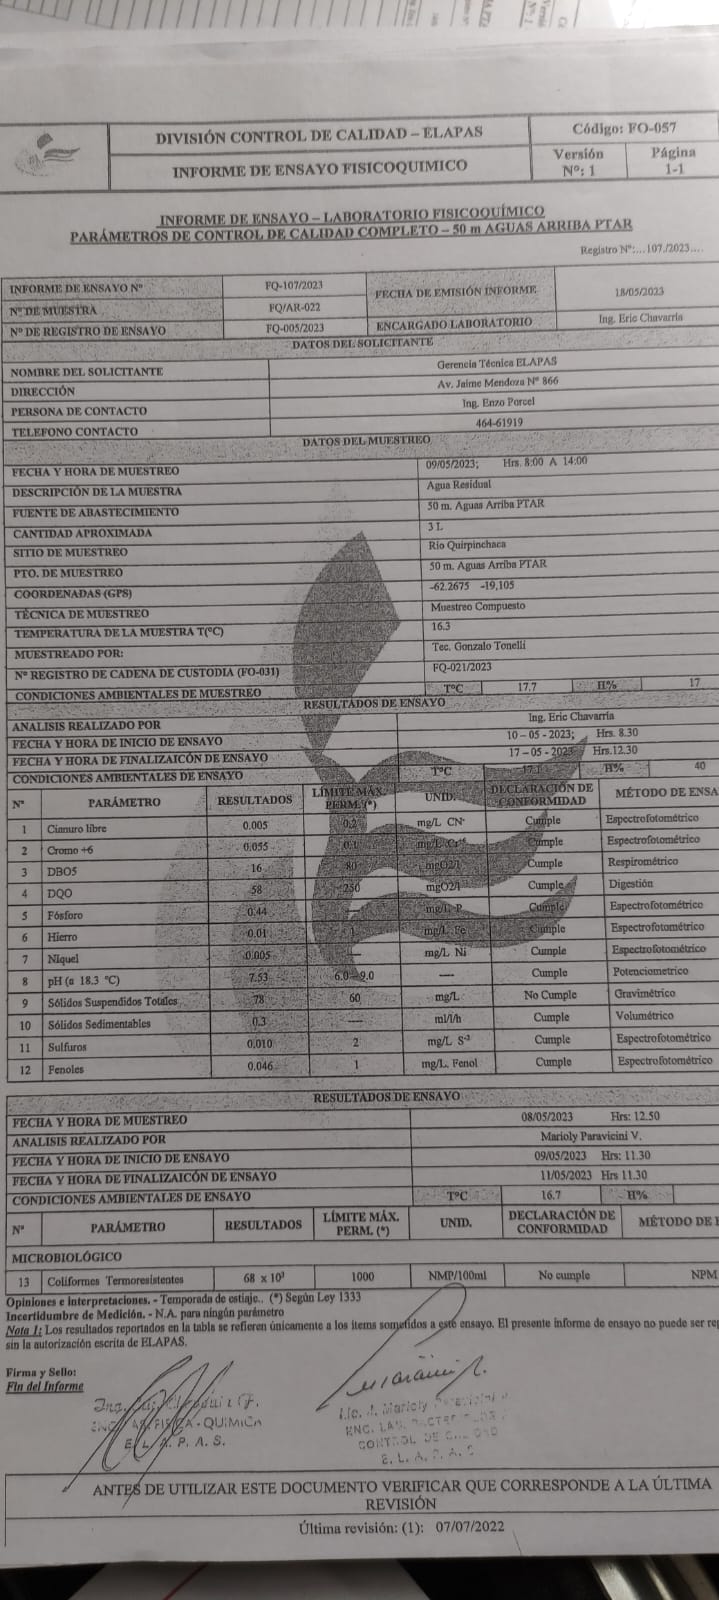 DIVISIÓN CONTROL DE CALIDAD – ELAPAS
INFORME DE ENSAYO FISICOQUIMICO
Código: FO-057
Versión Nº: 1
Página 1-1
INFORME DE ENSAYO – LABORATORIO FISICOQUÍMICO
PARÁMETROS DE CONTROL DE CALIDAD COMPLETO – 50 m AGUAS ARRIBA PTAR
Registro Nº:...107./2023....
INFORME DE ENSAYO Nº FQ-107/2023 FECHA DE EMISIÓN INFORME 18/05/2023
Nº DE MUESTRA FQ/AR-022
Nº DE REGISTRO DE ENSAYO FQ-005/2023 ENCARGADO LABORATORIO Ing. Eric Chavarría
DATOS DEL SOLICITANTE
NOMBRE DEL SOLICITANTE Gerencia Técnica ELAPAS
DIRECCIÓN Av. Jaime Mendoza Nº 866
PERSONA DE CONTACTO Ing. Enzo Porcel
TELEFONO CONTACTO 464-61919
DATOS DEL MUESTREO
FECHA Y HORA DE MUESTREO 09/05/2023; Hrs. 8:00 A 14:00
DESCRIPCIÓN DE LA MUESTRA Agua Residual
FUENTE DE ABASTECIMIENTO 50 m. Aguas Arriba PTAR
CANTIDAD APROXIMADA 3 L
SITIO DE MUESTREO Rio Quirpinchaca
PTO. DE MUESTREO 50 m. Aguas Arriba PTAR
COORDENADAS (GPS) -62.2675 -19,105
TÉCNICA DE MUESTREO Muestreo Compuesto
TEMPERATURA DE LA MUESTRA T(ºC) 16.3
MUESTREADO POR: Tec. Gonzalo Tonelli
Nº REGISTRO DE CADENA DE CUSTODIA (FO-031) FQ-021/2023
CONDICIONES AMBIENTALES DE MUESTREO TºC 17.7 H% 17
RESULTADOS DE ENSAYO
ANALISIS REALIZADO POR Ing. Eric Chavarría
FECHA Y HORA DE INICIO DE ENSAYO 10 – 05 - 2023; Hrs. 8.30
FECHA Y HORA DE FINALIZAICÓN DE ENSAYO 17 -05 - 2023 Hrs.12.30
CONDICIONES AMBIENTALES DE ENSAYO TºC 17.1 H% 40
Nº PARÁMETRO RESULTADOS LÍMITE MÁX. PERM. (*) UNID. DECLARACIÓN DE CONFORMIDAD MÉTODO DE ENSA
1 Cianuro libre 0.005 0.2 mg/L CN- Cumple Espectrofotométrico
2 Cromo +6 0.055 0.1 mg/L Cr+6 Cumple Espectrofotométrico
3 DBO5 16 80 mgO2/l Cumple Respirométrico
4 DQO 58 250 mgO2/l Cumple Digestión
5 Fósforo 0.44 — mg/L P Cumple Espectrofotométrico
6 Hierro 0.01 1 mg/L Fe Cumple Espectrofotométrico
7 Níquel 0.005 — mg/L Ni Cumple Espectrofotométrico
8 pH (a 18.3 ºC) 7.53 6.0 – 9.0 ---- Cumple Potenciometrico
9 Sólidos Suspendidos Totales 78 60 mg/L No Cumple Gravimétrico
10 Sólidos Sedimentables 0.3 ---- ml/l/h Cumple Volumétrico
11 Sulfuros 0.010 2 mg/L S-2 Cumple Espectrofotométrico
12 Fenoles 0.046 1 mg/L. Fenol Cumple Espectrofotométrico
RESULTADOS DE ENSAYO
FECHA Y HORA DE MUESTREO 08/05/2023 Hrs: 12.50
ANALISIS REALIZADO POR Marioly Paravicini V.
FECHA Y HORA DE INICIO DE ENSAYO 09/05/2023 Hrs: 11.30
FECHA Y HORA DE FINALIZAICÓN DE ENSAYO 11/05/2023 Hrs 11.30
CONDICIONES AMBIENTALES DE ENSAYO TºC 16.7 H%
Nº PARÁMETRO RESULTADOS LÍMITE MÁX. PERM. (*) UNID. DECLARACIÓN DE CONFORMIDAD MÉTODO DE E
MICROBIOLÓGICO
13 Coliformes Termoresistentes 68 x 10³ 1000 NMP/100ml No cumple NPM
Opiniones e interpretaciones. - Temporada de estiaje.. (*) Según Ley 1333
Incertidumbre de Medición. - N.A. para ningún parámetro
Nota 1: Los resultados reportados en la tabla se refieren únicamente a los ítems sometidos a este ensayo. El presente informe de ensayo no puede ser rep
sin la autorización escrita de ELAPAS.
Firma y Sello:
Fin del Informe
E. L. A. P. A. S.
CONTROL DE
E. L. A. P. A. S
ANTES DE UTILIZAR ESTE DOCUMENTO VERIFICAR QUE CORRESPONDE A LA ÚLTIMA
REVISIÓN
Última revisión: (1): 07/07/2022